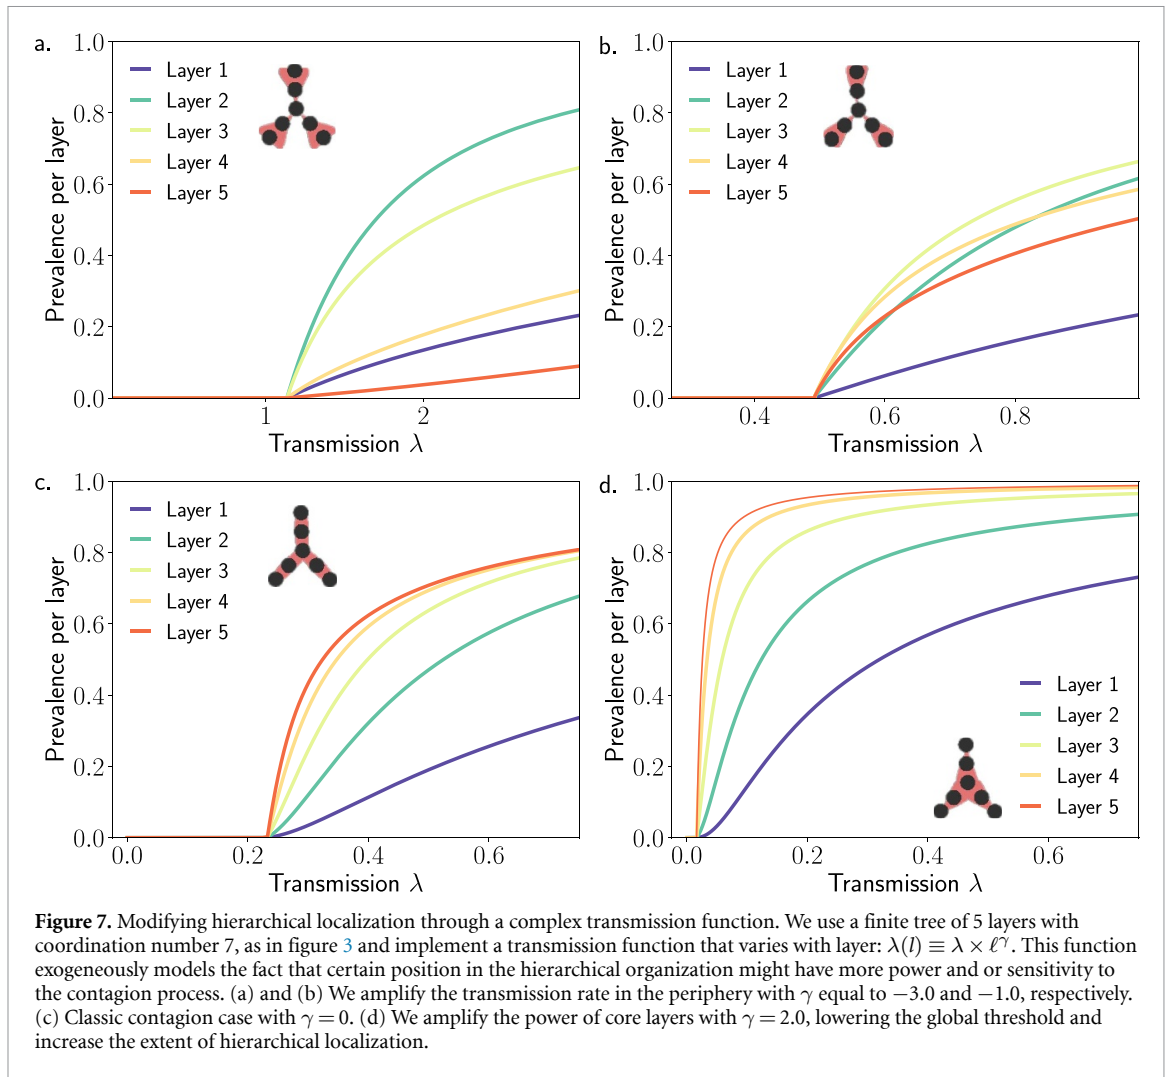 a.
1.0
0.8
0.6
0.4
0.2
0.0
Prevalence per layer
Layer 1
Layer 2
Layer 3
Layer 4
Layer 5
1
2
Transmission λ
b.
1.0
0.8
0.6
0.4
0.2
0.0
Prevalence per layer
Layer 1
Layer 2
Layer 3
Layer 4
Layer 5
0.4
0.6
0.8
Transmission λ
c.
1.0
0.8
0.6
0.4
0.2
0.0
Prevalence per layer
Layer 1
Layer 2
Layer 3
Layer 4
Layer 5
0.0
0.2
0.4
0.6
Transmission λ
d.
1.0
0.8
0.6
0.4
0.2
0.0
Prevalence per layer
Layer 1
Layer 2
Layer 3
Layer 4
Layer 5
0.0
0.2
0.4
0.6
Transmission λ
Figure 7. Modifying hierarchical localization through a complex transmission function. We use a finite tree of 5 layers with
coordination number 7, as in figure 3 and implement a transmission function that varies with layer: λ(l) ≡ λ × ℓ^γ. This function
exogeneously models the fact that certain position in the hierarchical organization might have more power and or sensitivity to
the contagion process. (a) and (b) We amplify the transmission rate in the periphery with γ equal to −3.0 and −1.0, respectively.
(c) Classic contagion case with γ = 0. (d) We amplify the power of core layers with γ = 2.0, lowering the global threshold and
increase the extent of hierarchical localization.